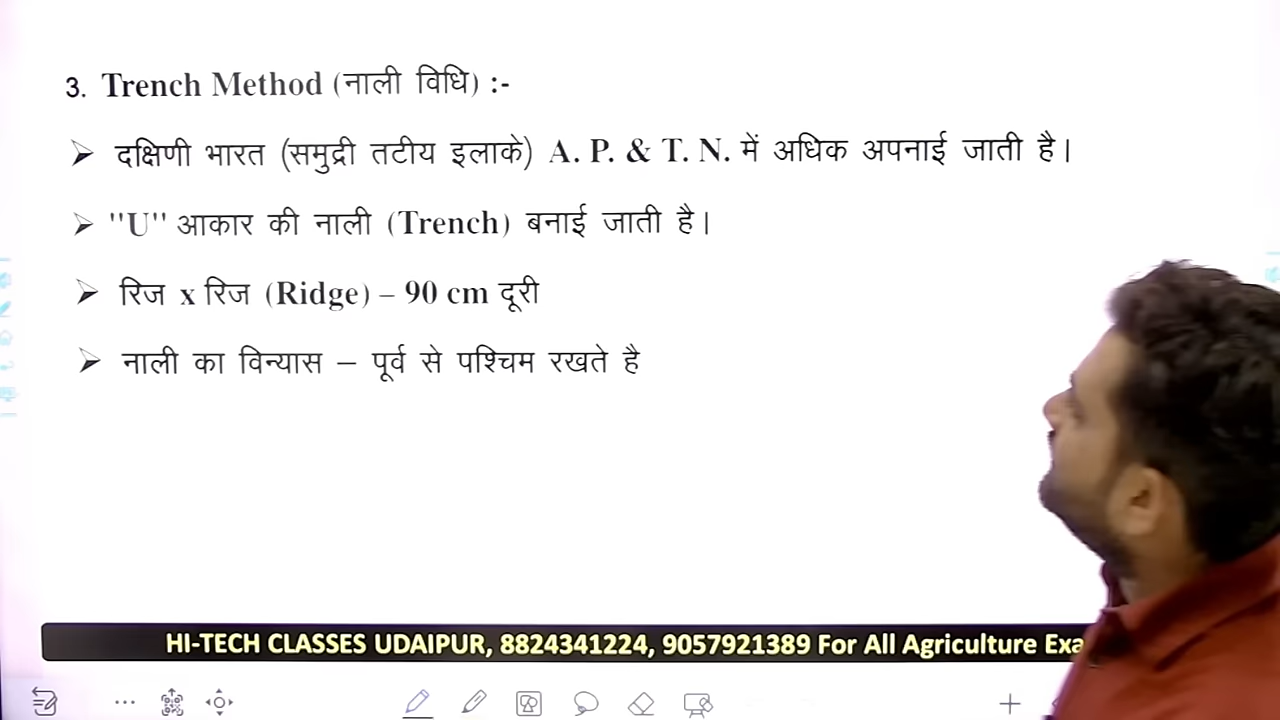 3. Trench Method (नाली विधि) :-
➢ दक्षिणी भारत (समुद्री तटीय इलाके) A. P. & T. N. में अधिक अपनाई जाती है।
➢ "U" आकार की नाली (Trench) बनाई जाती है।
➢ रिज x रिज (Ridge) – 90 cm दूरी
➢ नाली का विन्यास – पूर्व से पश्चिम रखते है
HI-TECH CLASSES UDAIPUR, 8824341224, 9057921389 For All Agriculture Exa